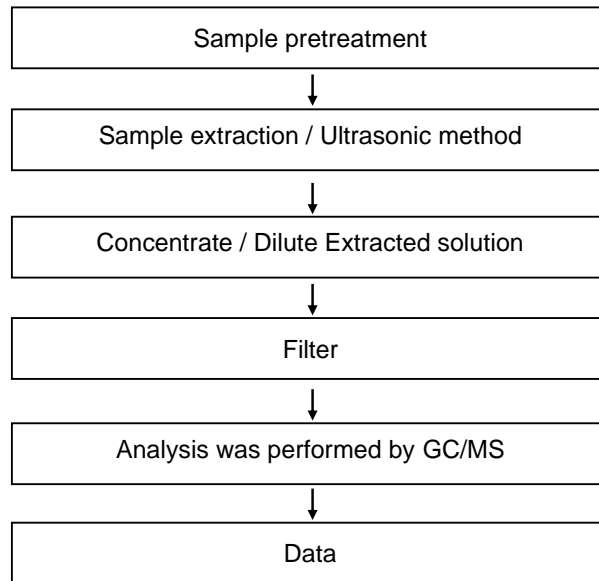 Sample pretreatment
Sample extraction / Ultrasonic method
Concentrate / Dilute Extracted solution
Filter
Analysis was performed by GC/MS
Data